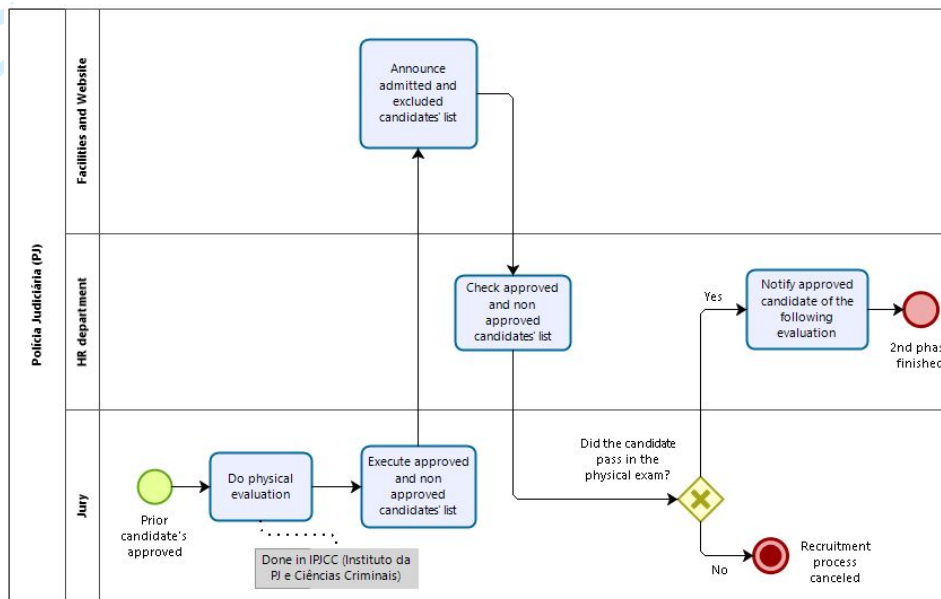 Polícia Judiciária (PJ)
Facilities and Website
Announce
admitted and
excluded
candidates' list
HR department
Check approved
and non
approved
candidates' list
Yes
Notify approved
candidate of the
following
evaluation
2nd phas
finished
Jury
Prior
candidate's
approved
Do physical
evaluation
Done in IPJCC (Instituto da
PJ e Ciências Criminais)
Execute approved
and non
approved
candidates' list
Did the candidate
pass in the
physical exam?
No
Recruitment
process
canceled